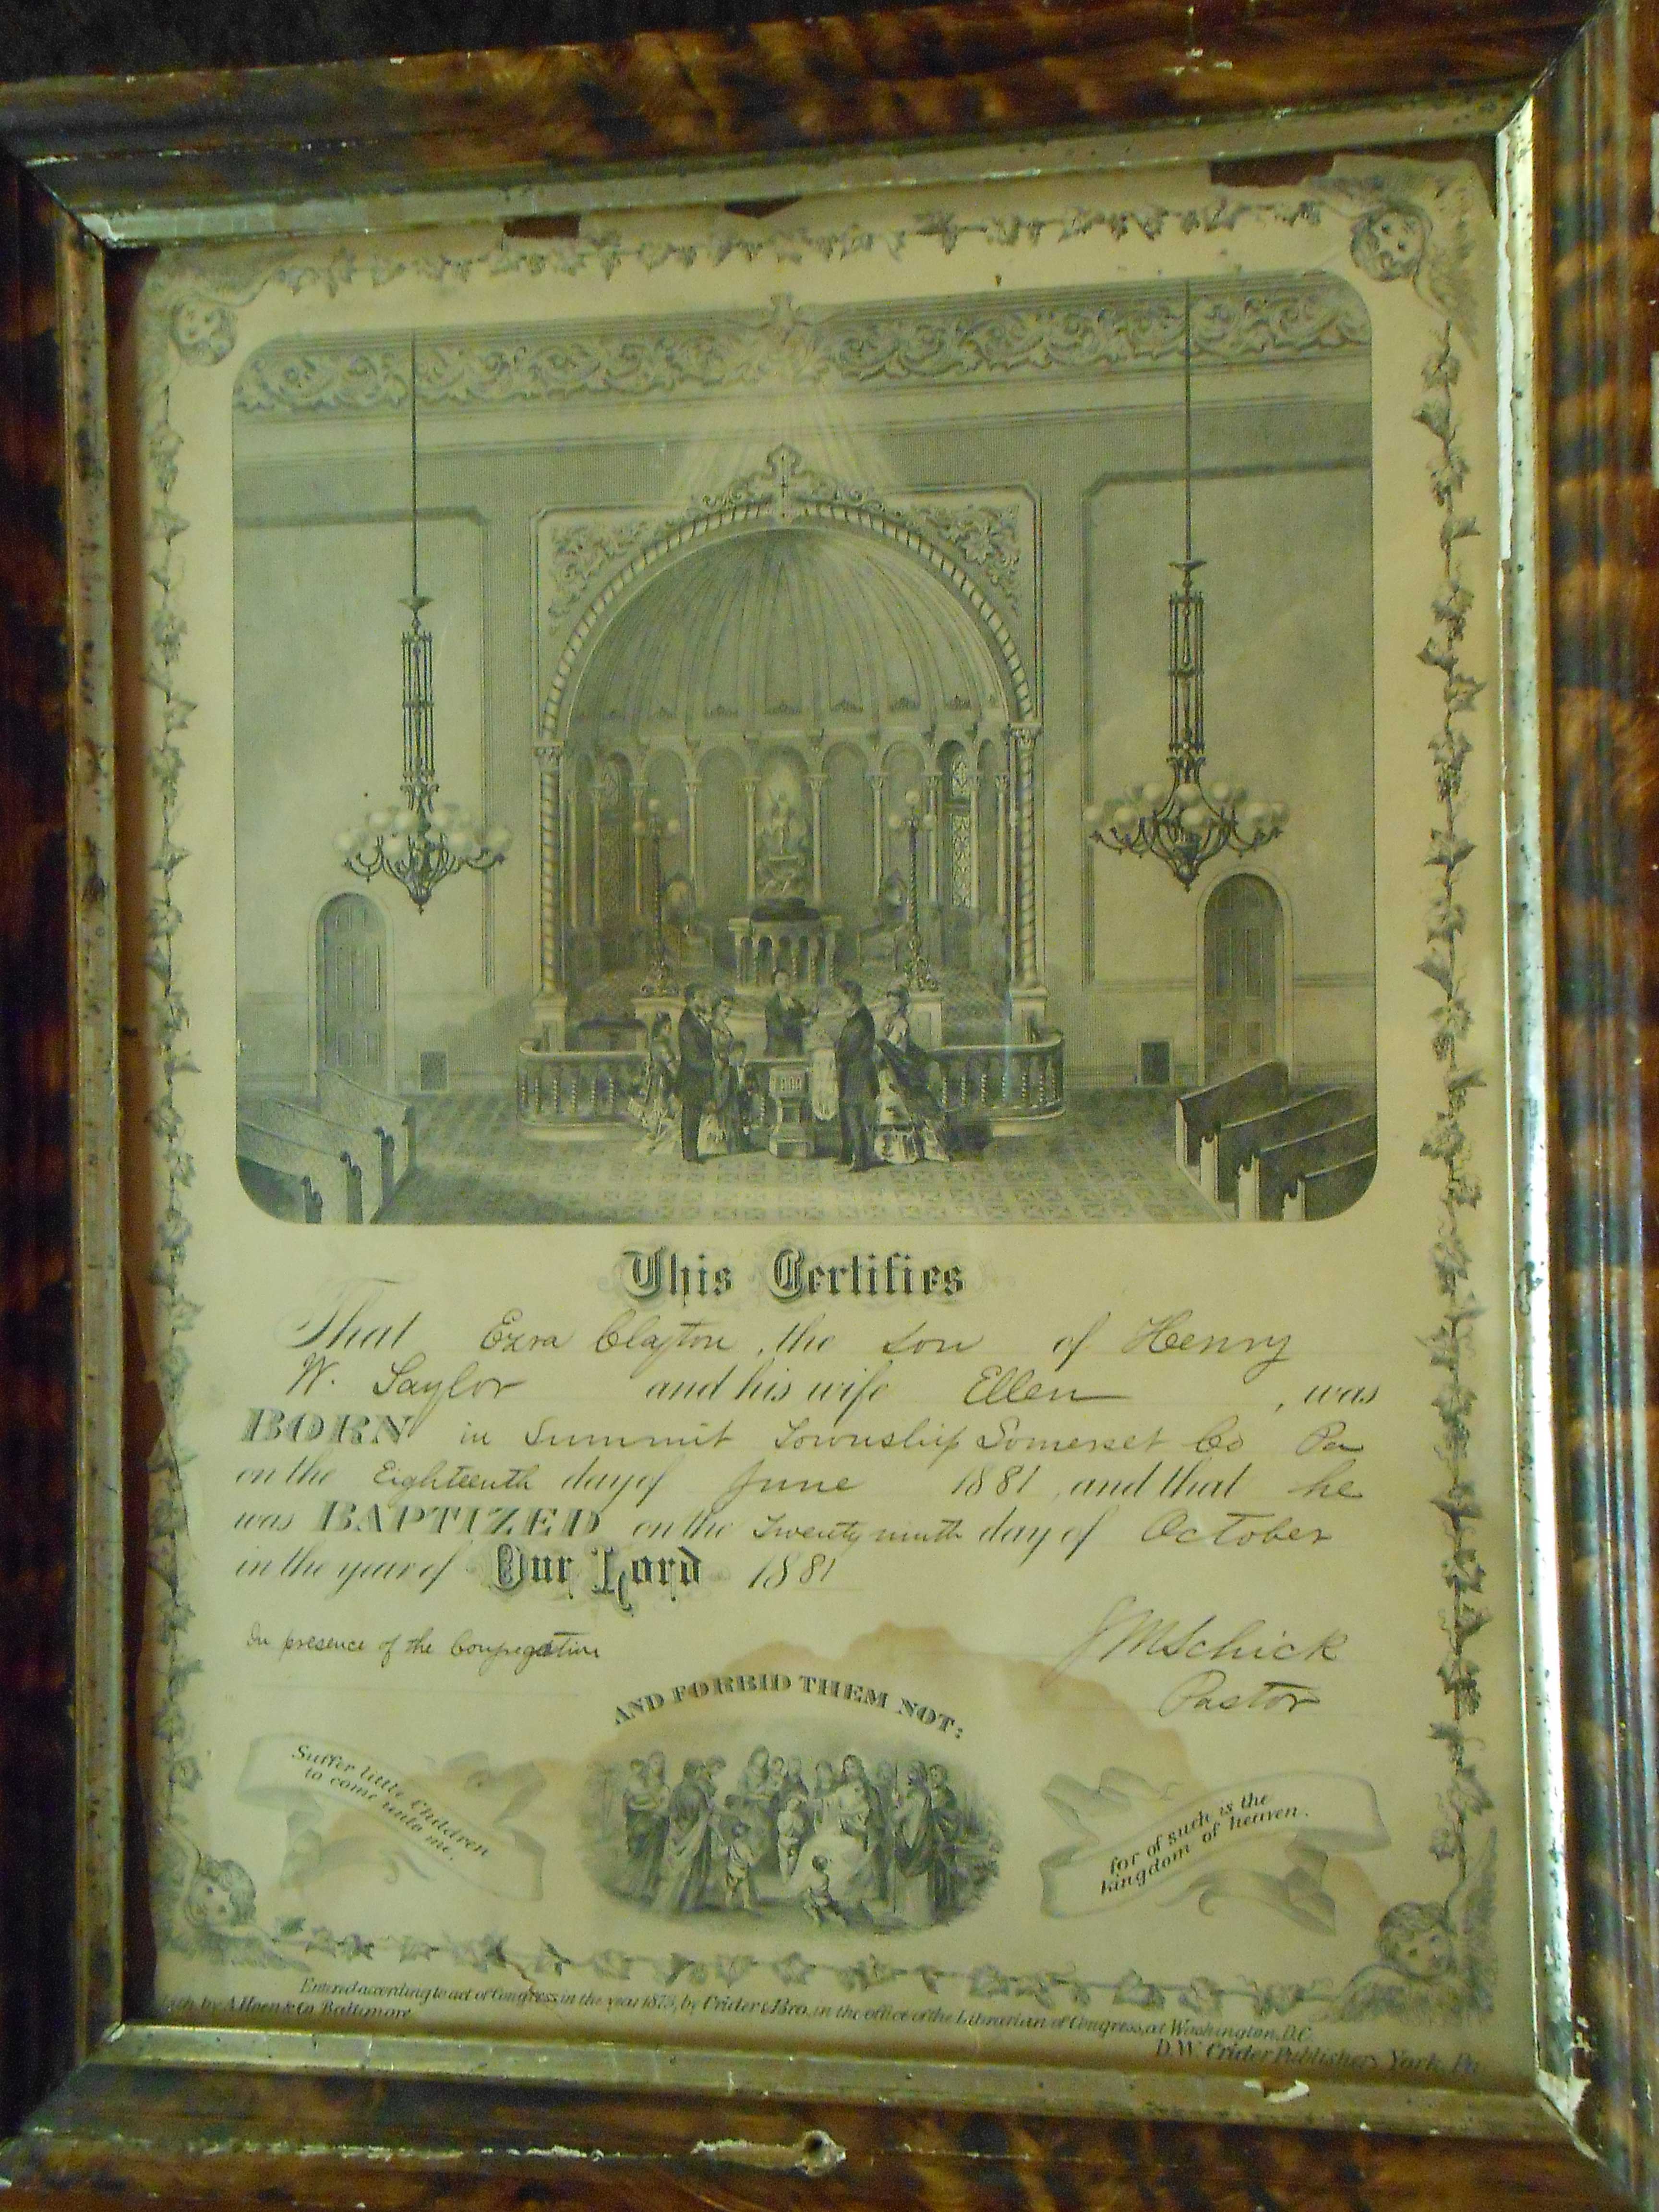 This Certifies
That Ezra Clayton, the son of Henry
W. Saylor and his wife Ellen, was
BORN in Summit Township Somerset Co Pa
on the Eighteenth day of June 1881, and that he
was BAPTIZED on the Twenty ninth day of October
in the year of Our Lord 1881
In presence of the Congregation
J M Schick
Pastor
AND FORBID THEM NOT:
Suffer little Children
to come unto me.
for of such is the
kingdom of heaven.
Entered according to act of Congress in the year 1875, by Crider & Bro. in the office of the Librarian of Congress, at Washington, D.C.
Lith. by A. Hoen & Co. Baltimore
D.W. Crider Publisher, York, Pa.